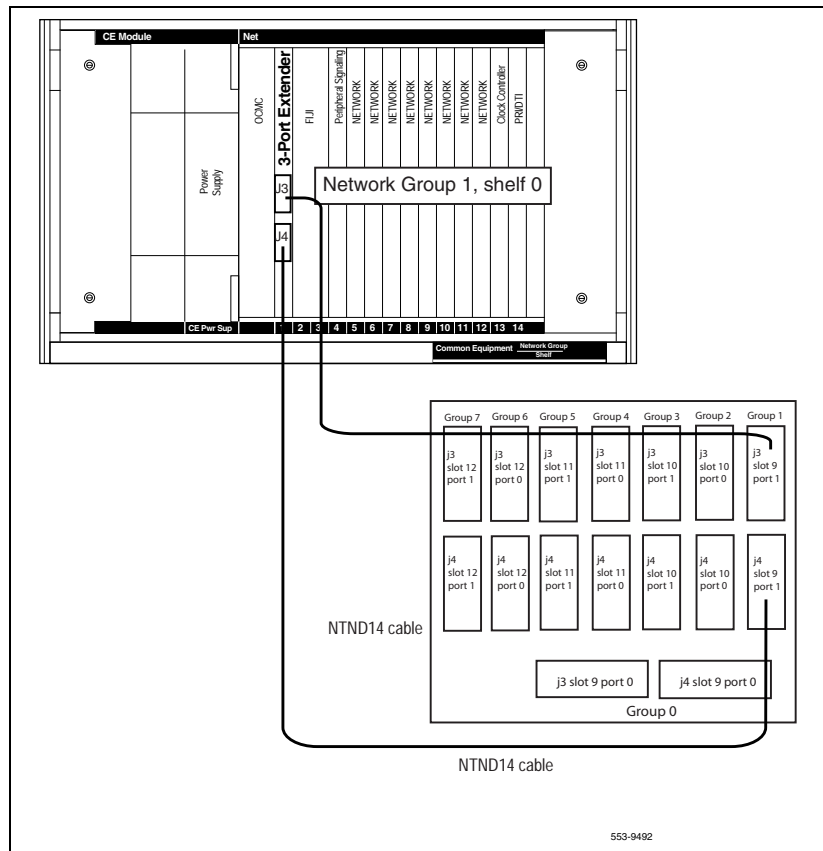 CE Module
Net
OCMC
3-Port Extender
FIJI
Peripheral Signaling
NETWORK
NETWORK
NETWORK
NETWORK
NETWORK
NETWORK
NETWORK
NETWORK
Clock Controller
PRI/DTI
Power
Supply
J3
J4
Network Group 1, shelf 0
CE Pwr Sup
1 2 3 4 5 6 7 8 9 10 11 12 13 14
Common Equipment
Network Group
Shelf
Group 7 Group 6 Group 5 Group 4 Group 3 Group 2 Group 1
j3 j3 j3 j3 j3 j3 j3
slot 12 slot 12 slot 11 slot 11 slot 10 slot 10 slot 9
port 1 port 0 port 1 port 0 port 1 port 0 port 1
j4 j4 j4 j4 j4 j4 j4
slot 12 slot 12 slot 11 slot 11 slot 10 slot 10 slot 9
port 1 port 0 port 1 port 0 port 1 port 0 port 1
NTND14 cable
j3 slot 9 port 0 j4 slot 9 port 0
Group 0
NTND14 cable
553-9492